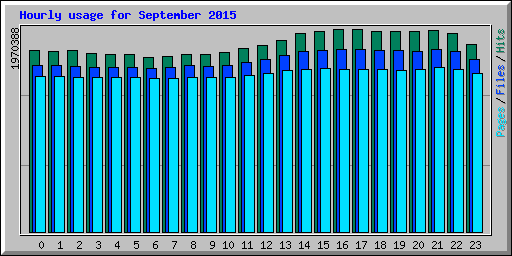 Hourly usage for September 2015
1970388
Pages/Files/Hits
0 1 2 3 4 5 6 7 8 9 10 11 12 13 14 15 16 17 18 19 20 21 22 23